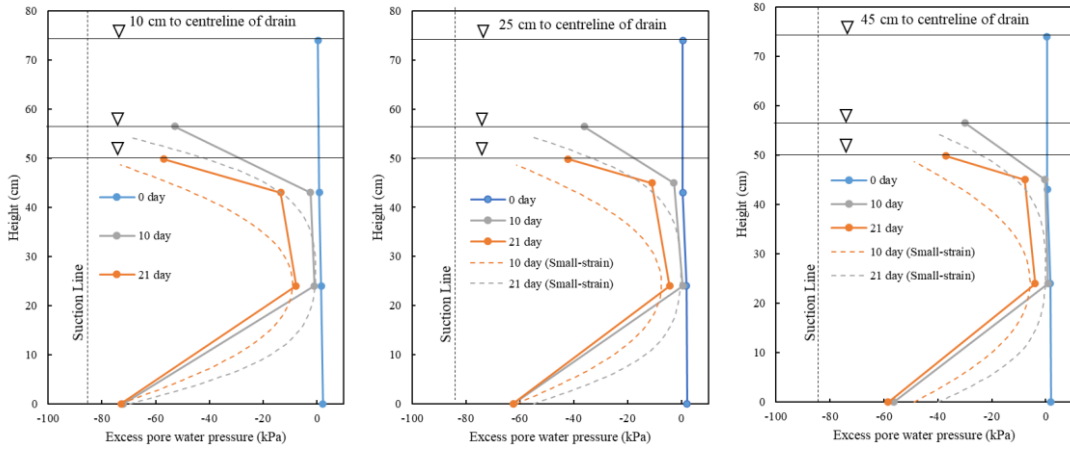 10 cm to centreline of drain
80
70
60
50
40
30
20
10
0
Height (cm)
Suction Line
0 day
10 day
21 day
-100 -80 -60 -40 -20 0
Excess pore water pressure (kPa)
25 cm to centreline of drain
80
70
60
50
40
30
20
10
0
Height (cm)
Suction Line
0 day
10 day
21 day
10 day (Small-strain)
21 day (Small-strain)
-100 -80 -60 -40 -20 0
Excess pore water pressure (kPa)
45 cm to centreline of drain
80
70
60
50
40
30
20
10
0
Height (cm)
Suction Line
0 day
10 day
21 day
10 day (Small-strain)
21 day (Small-strain)
-100 -80 -60 -40 -20 0
Excess pore water pressure (kPa)